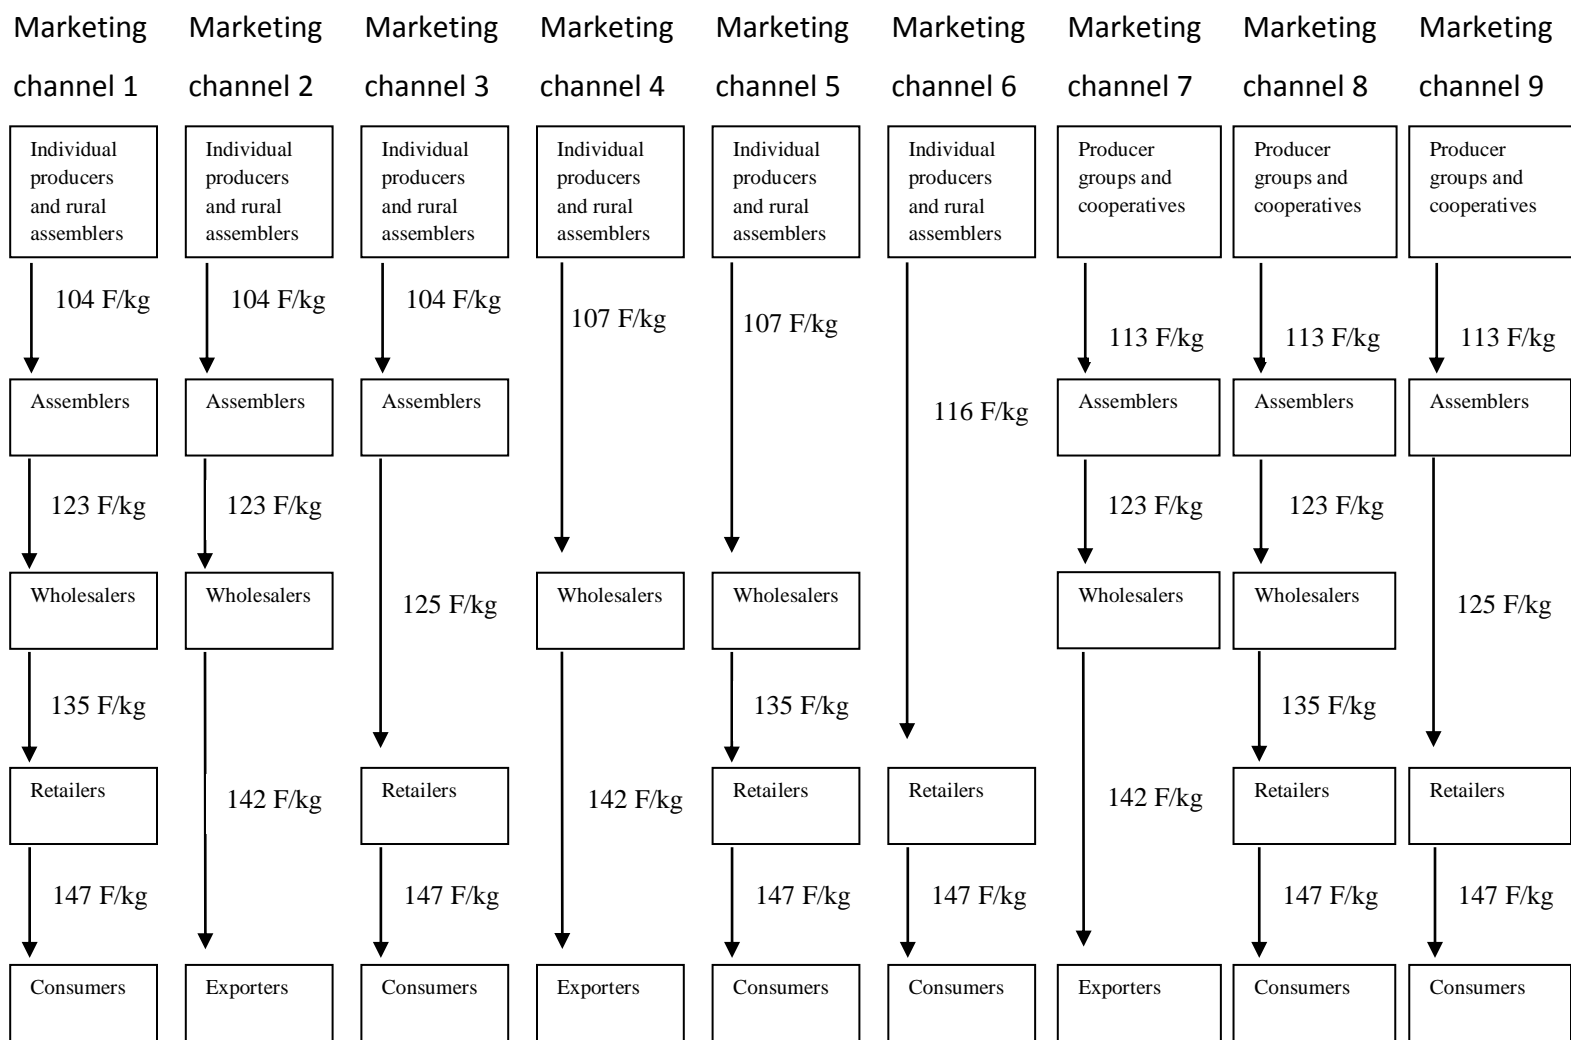 Marketing channel 1
Marketing channel 2
Marketing channel 3
Marketing channel 4
Marketing channel 5
Marketing channel 6
Marketing channel 7
Marketing channel 8
Marketing channel 9
Individual
producers
and rural
assemblers
Individual
producers
and rural
assemblers
Individual
producers
and rural
assemblers
Individual
producers
and rural
assemblers
Individual
producers
and rural
assemblers
Individual
producers
and rural
assemblers
Producer
groups and
cooperatives
Producer
groups and
cooperatives
Producer
groups and
cooperatives
104 F/kg
104 F/kg
104 F/kg
107 F/kg
107 F/kg
116 F/kg
113 F/kg
113 F/kg
113 F/kg
Assemblers
Assemblers
Assemblers
Assemblers
Assemblers
Assemblers
123 F/kg
123 F/kg
125 F/kg
123 F/kg
123 F/kg
125 F/kg
Wholesalers
Wholesalers
Wholesalers
Wholesalers
Wholesalers
Wholesalers
135 F/kg
142 F/kg
142 F/kg
135 F/kg
142 F/kg
135 F/kg
Retailers
Retailers
Retailers
Retailers
Retailers
Retailers
147 F/kg
147 F/kg
147 F/kg
147 F/kg
147 F/kg
147 F/kg
Consumers
Exporters
Consumers
Exporters
Consumers
Consumers
Exporters
Consumers
Consumers